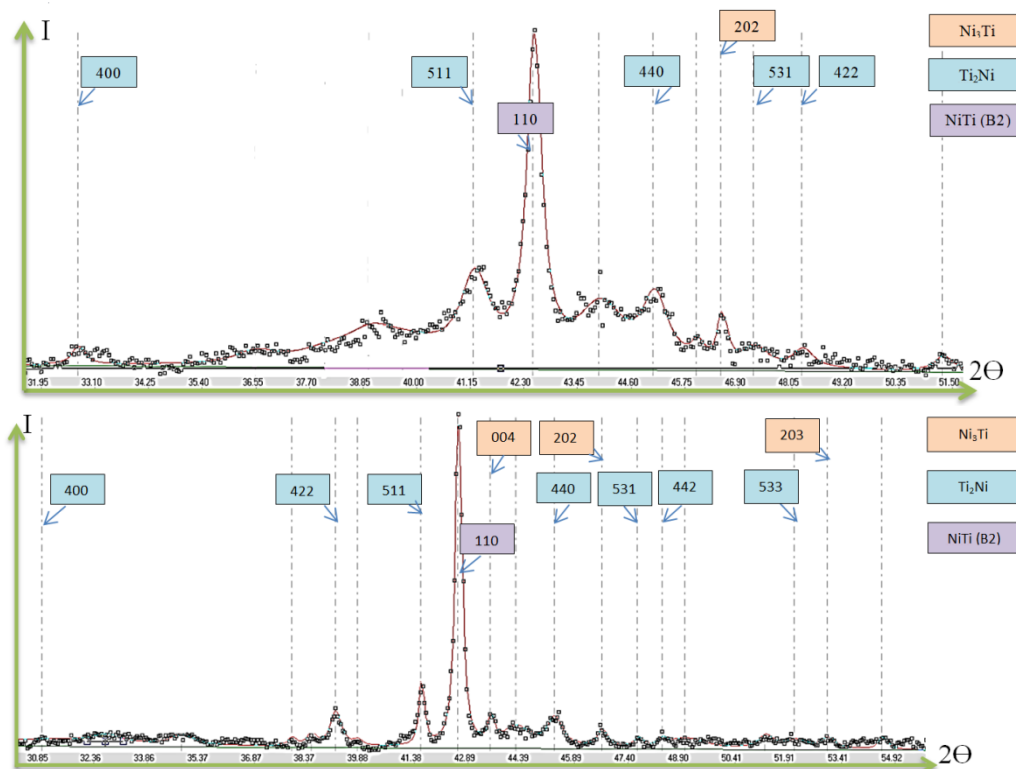 I
202
Ni₃Ti
400
511
440
531
422
Ti₂Ni
110
NiTi (B2)
2Ө
31.95 33.10 34.25 35.40 36.55 37.70 38.85 40.00 41.15 42.30 43.45 44.60 45.75 46.90 48.05 49.20 50.35 51.50
I
004
202
203
Ni₃Ti
400
422
511
440
531
442
533
Ti₂Ni
110
NiTi (B2)
2Ө
30.85 32.36 33.86 35.37 36.87 38.37 39.88 41.38 42.89 44.39 45.89 47.40 48.90 50.41 51.91 53.41 54.92